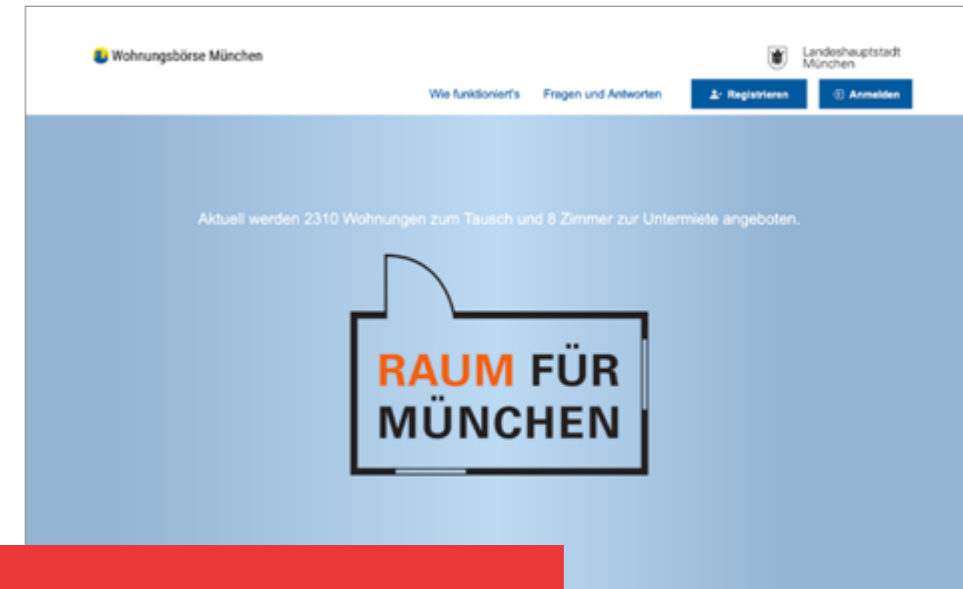 Wohnungsbörse München
Landeshauptstadt
München
Wie funktioniert's Fragen und Antworten Registrieren Anmelden
Aktuell werden 2310 Wohnungen zum Tausch und 8 Zimmer zur Untermiete angeboten.
RAUM FÜR
MÜNCHEN